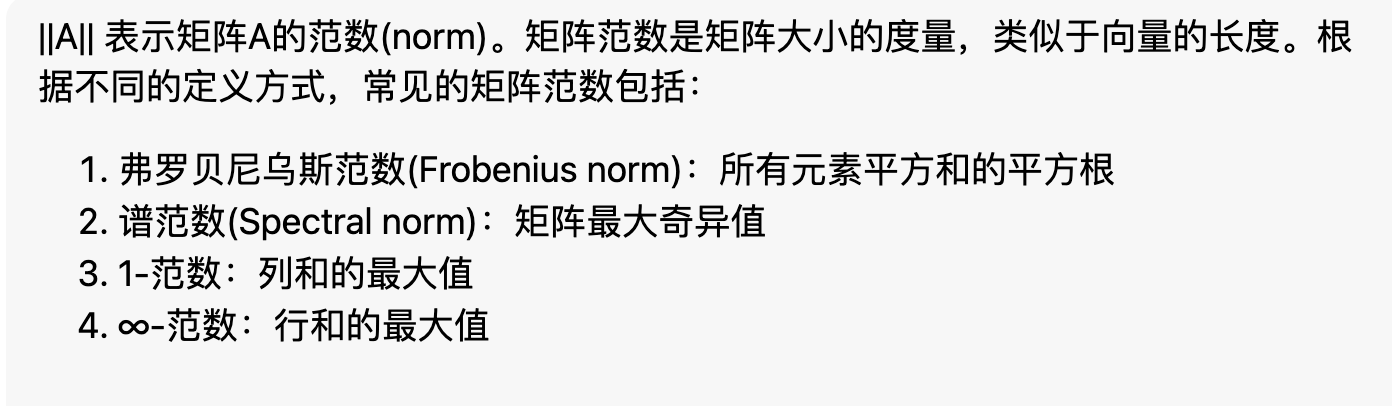 ||A|| 表示矩阵A的范数(norm)。矩阵范数是矩阵大小的度量，类似于向量的长度。根
据不同的定义方式，常见的矩阵范数包括：
1. 弗罗贝尼乌斯范数(Frobenius norm)：所有元素平方和的平方根
2. 谱范数(Spectral norm)：矩阵最大奇异值
3. 1-范数：列和的最大值
4. ∞-范数：行和的最大值